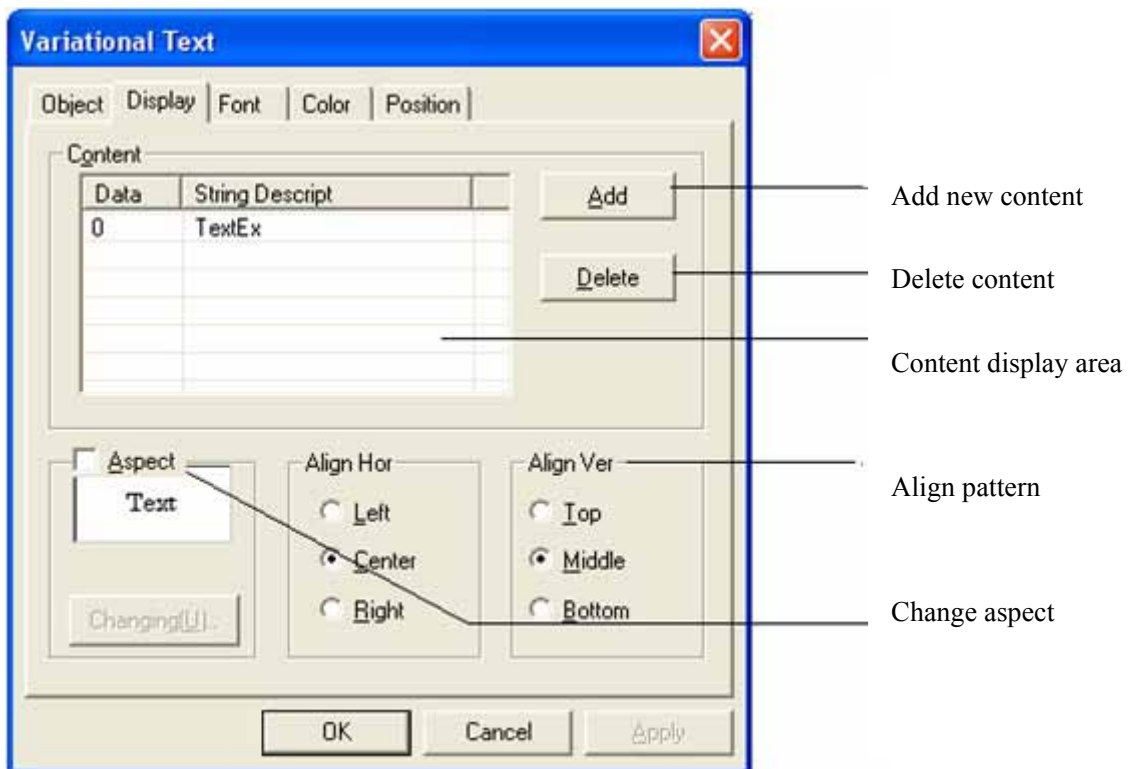 Variational Text
Object Display Font Color Position
Content
Data String Descript
0 TextEx
Add
Delete
Aspect
Text
Changing(U)..
Align Hor
Left
Center
Right
Align Ver
Top
Middle
Bottom
OK Cancel Apply
Add new content
Delete content
Content display area
Align pattern
Change aspect